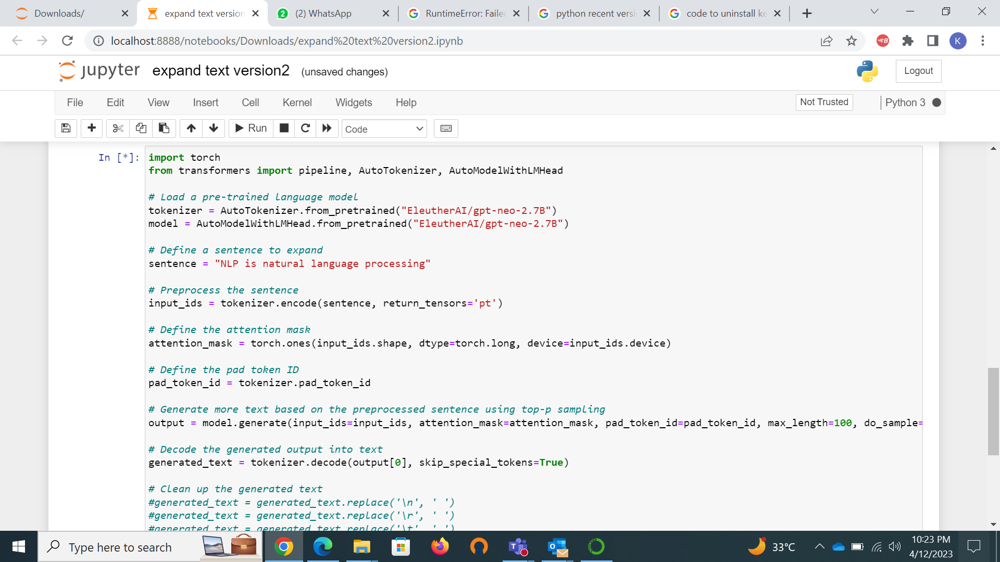 Downloads/
expand text version
2 (2) WhatsApp
RuntimeError: Failed
python recent versi
code to uninstall ke
localhost:8888/notebooks/Downloads/expand%20text%20version2.ipynb
B
K
jupyter expand text version2 (unsaved changes)
Logout
File Edit View Insert Cell Kernel Widgets Help
Not Trusted
Python 3
Run
Code
In [*]:
import torch
from transformers import pipeline, AutoTokenizer, AutoModelWithLMHead
# Load a pre-trained language model
tokenizer = AutoTokenizer.from_pretrained("EleutherAI/gpt-neo-2.7B")
model = AutoModelWithLMHead.from_pretrained("EleutherAI/gpt-neo-2.7B")
# Define a sentence to expand
sentence = "NLP is natural language processing"
# Preprocess the sentence
input_ids = tokenizer.encode(sentence, return_tensors='pt')
# Define the attention mask
attention_mask = torch.ones(input_ids.shape, dtype=torch.long, device=input_ids.device)
# Define the pad token ID
pad_token_id = tokenizer.pad_token_id
# Generate more text based on the preprocessed sentence using top-p sampling
output = model.generate(input_ids=input_ids, attention_mask=attention_mask, pad_token_id=pad_token_id, max_length=100, do_sample=
# Decode the generated output into text
generated_text = tokenizer.decode(output[0], skip_special_tokens=True)
# Clean up the generated text
#generated_text = generated_text.replace('\n', ' ')
#generated_text = generated_text.replace('\r', ' ')
#generated_text = generated_text.replace('\t', ' ')
Type here to search
33°C
10:23 PM
4/12/2023